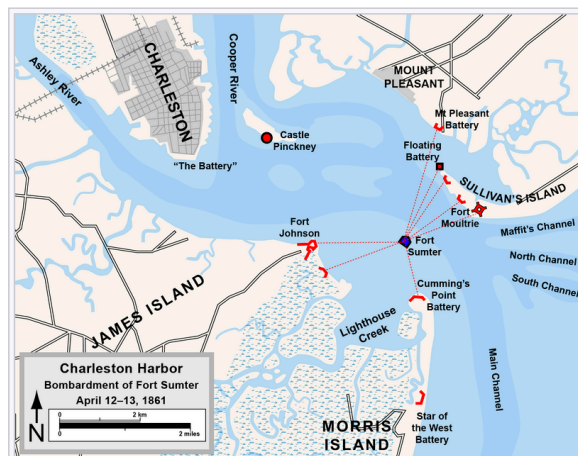 Ashley River
CHARLESTON
Cooper River
MOUNT
PLEASANT
Mt Pleasant
Battery
Castle
Pinckney
"The Battery"
Floating
Battery
SULLIVAN'S ISLAND
Fort
Moultrie
Maffit's Channel
North Channel
South Channel
Fort
Johnson
Fort
Sumter
Cumming's
Point
Battery
JAMES ISLAND
Lighthouse
Creek
Main Channel
Star of
the West
Battery
MORRIS
ISLAND
Charleston Harbor
Bombardment of Fort Sumter
April 12–13, 1861
N
0 2 km
0 2 miles